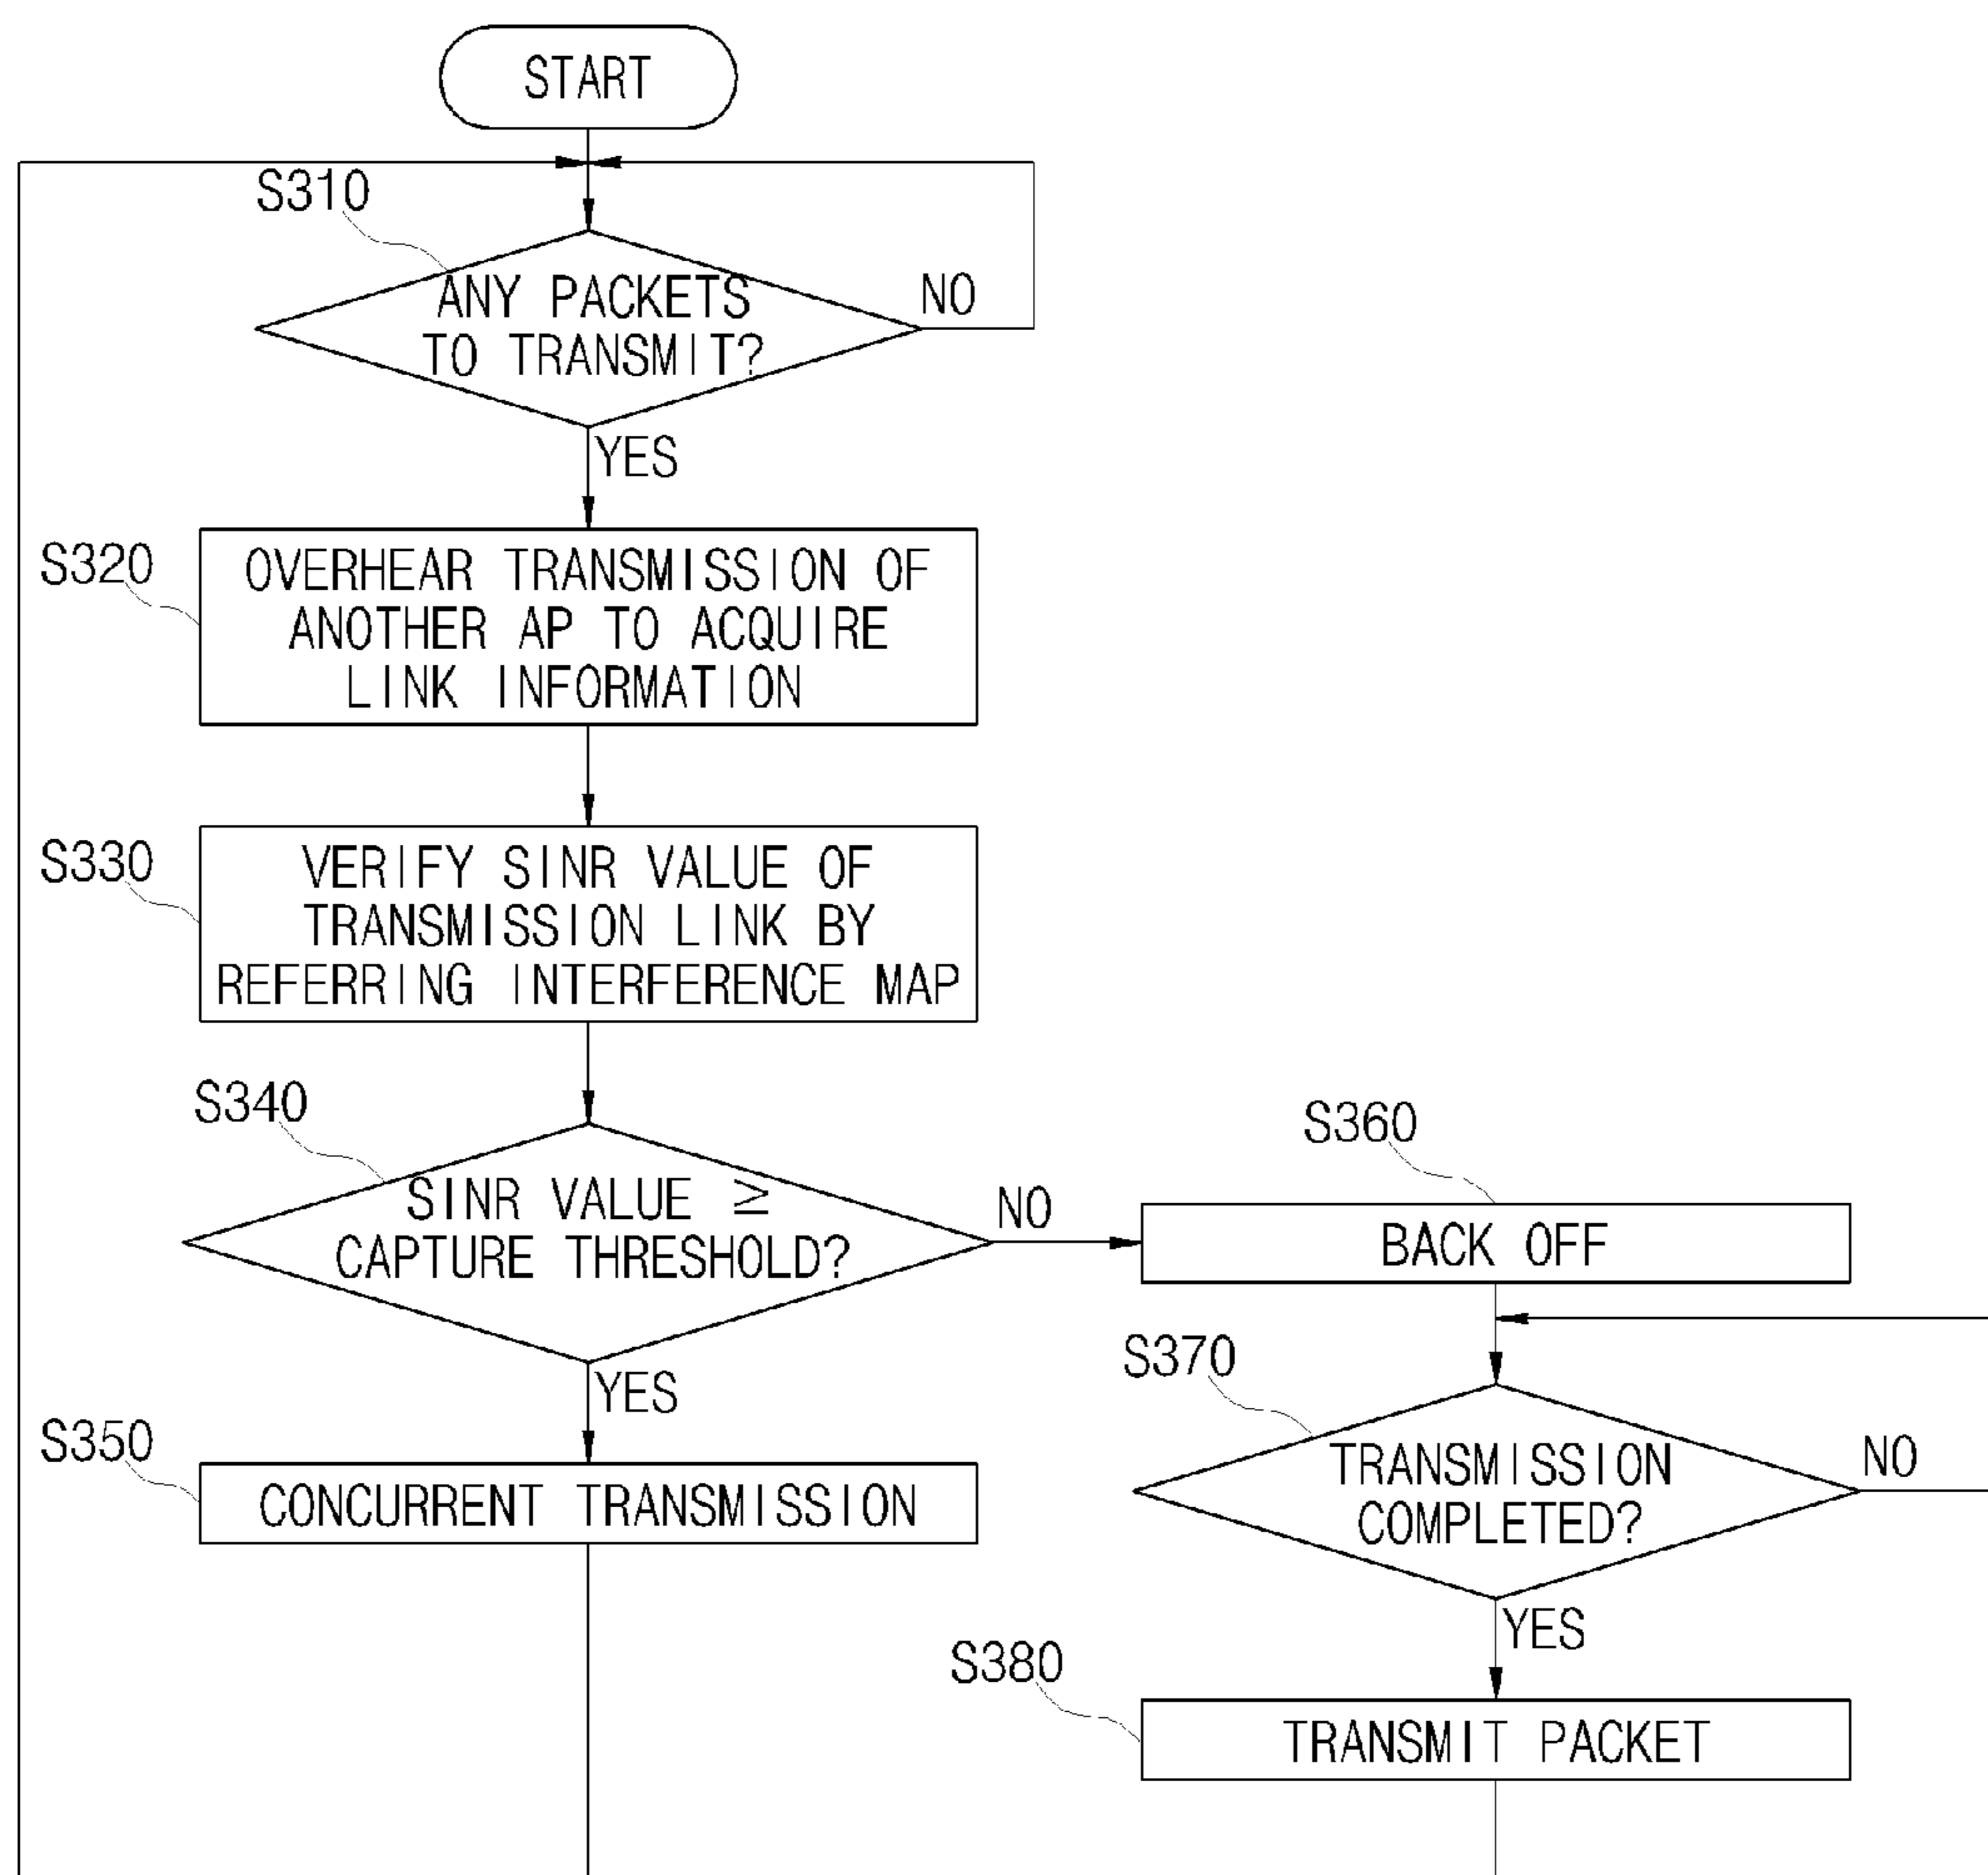 START
S310
ANY PACKETS
TO TRANSMIT?
NO
YES
S320
OVERHEAR TRANSMISSION OF
ANOTHER AP TO ACQUIRE
LINK INFORMATION
S330
VERIFY SINR VALUE OF
TRANSMISSION LINK BY
REFERRING INTERFERENCE MAP
S340
SINR VALUE ≥
CAPTURE THRESHOLD?
NO
YES
S350
CONCURRENT TRANSMISSION
S360
BACK OFF
S370
TRANSMISSION
COMPLETED?
NO
YES
S380
TRANSMIT PACKET